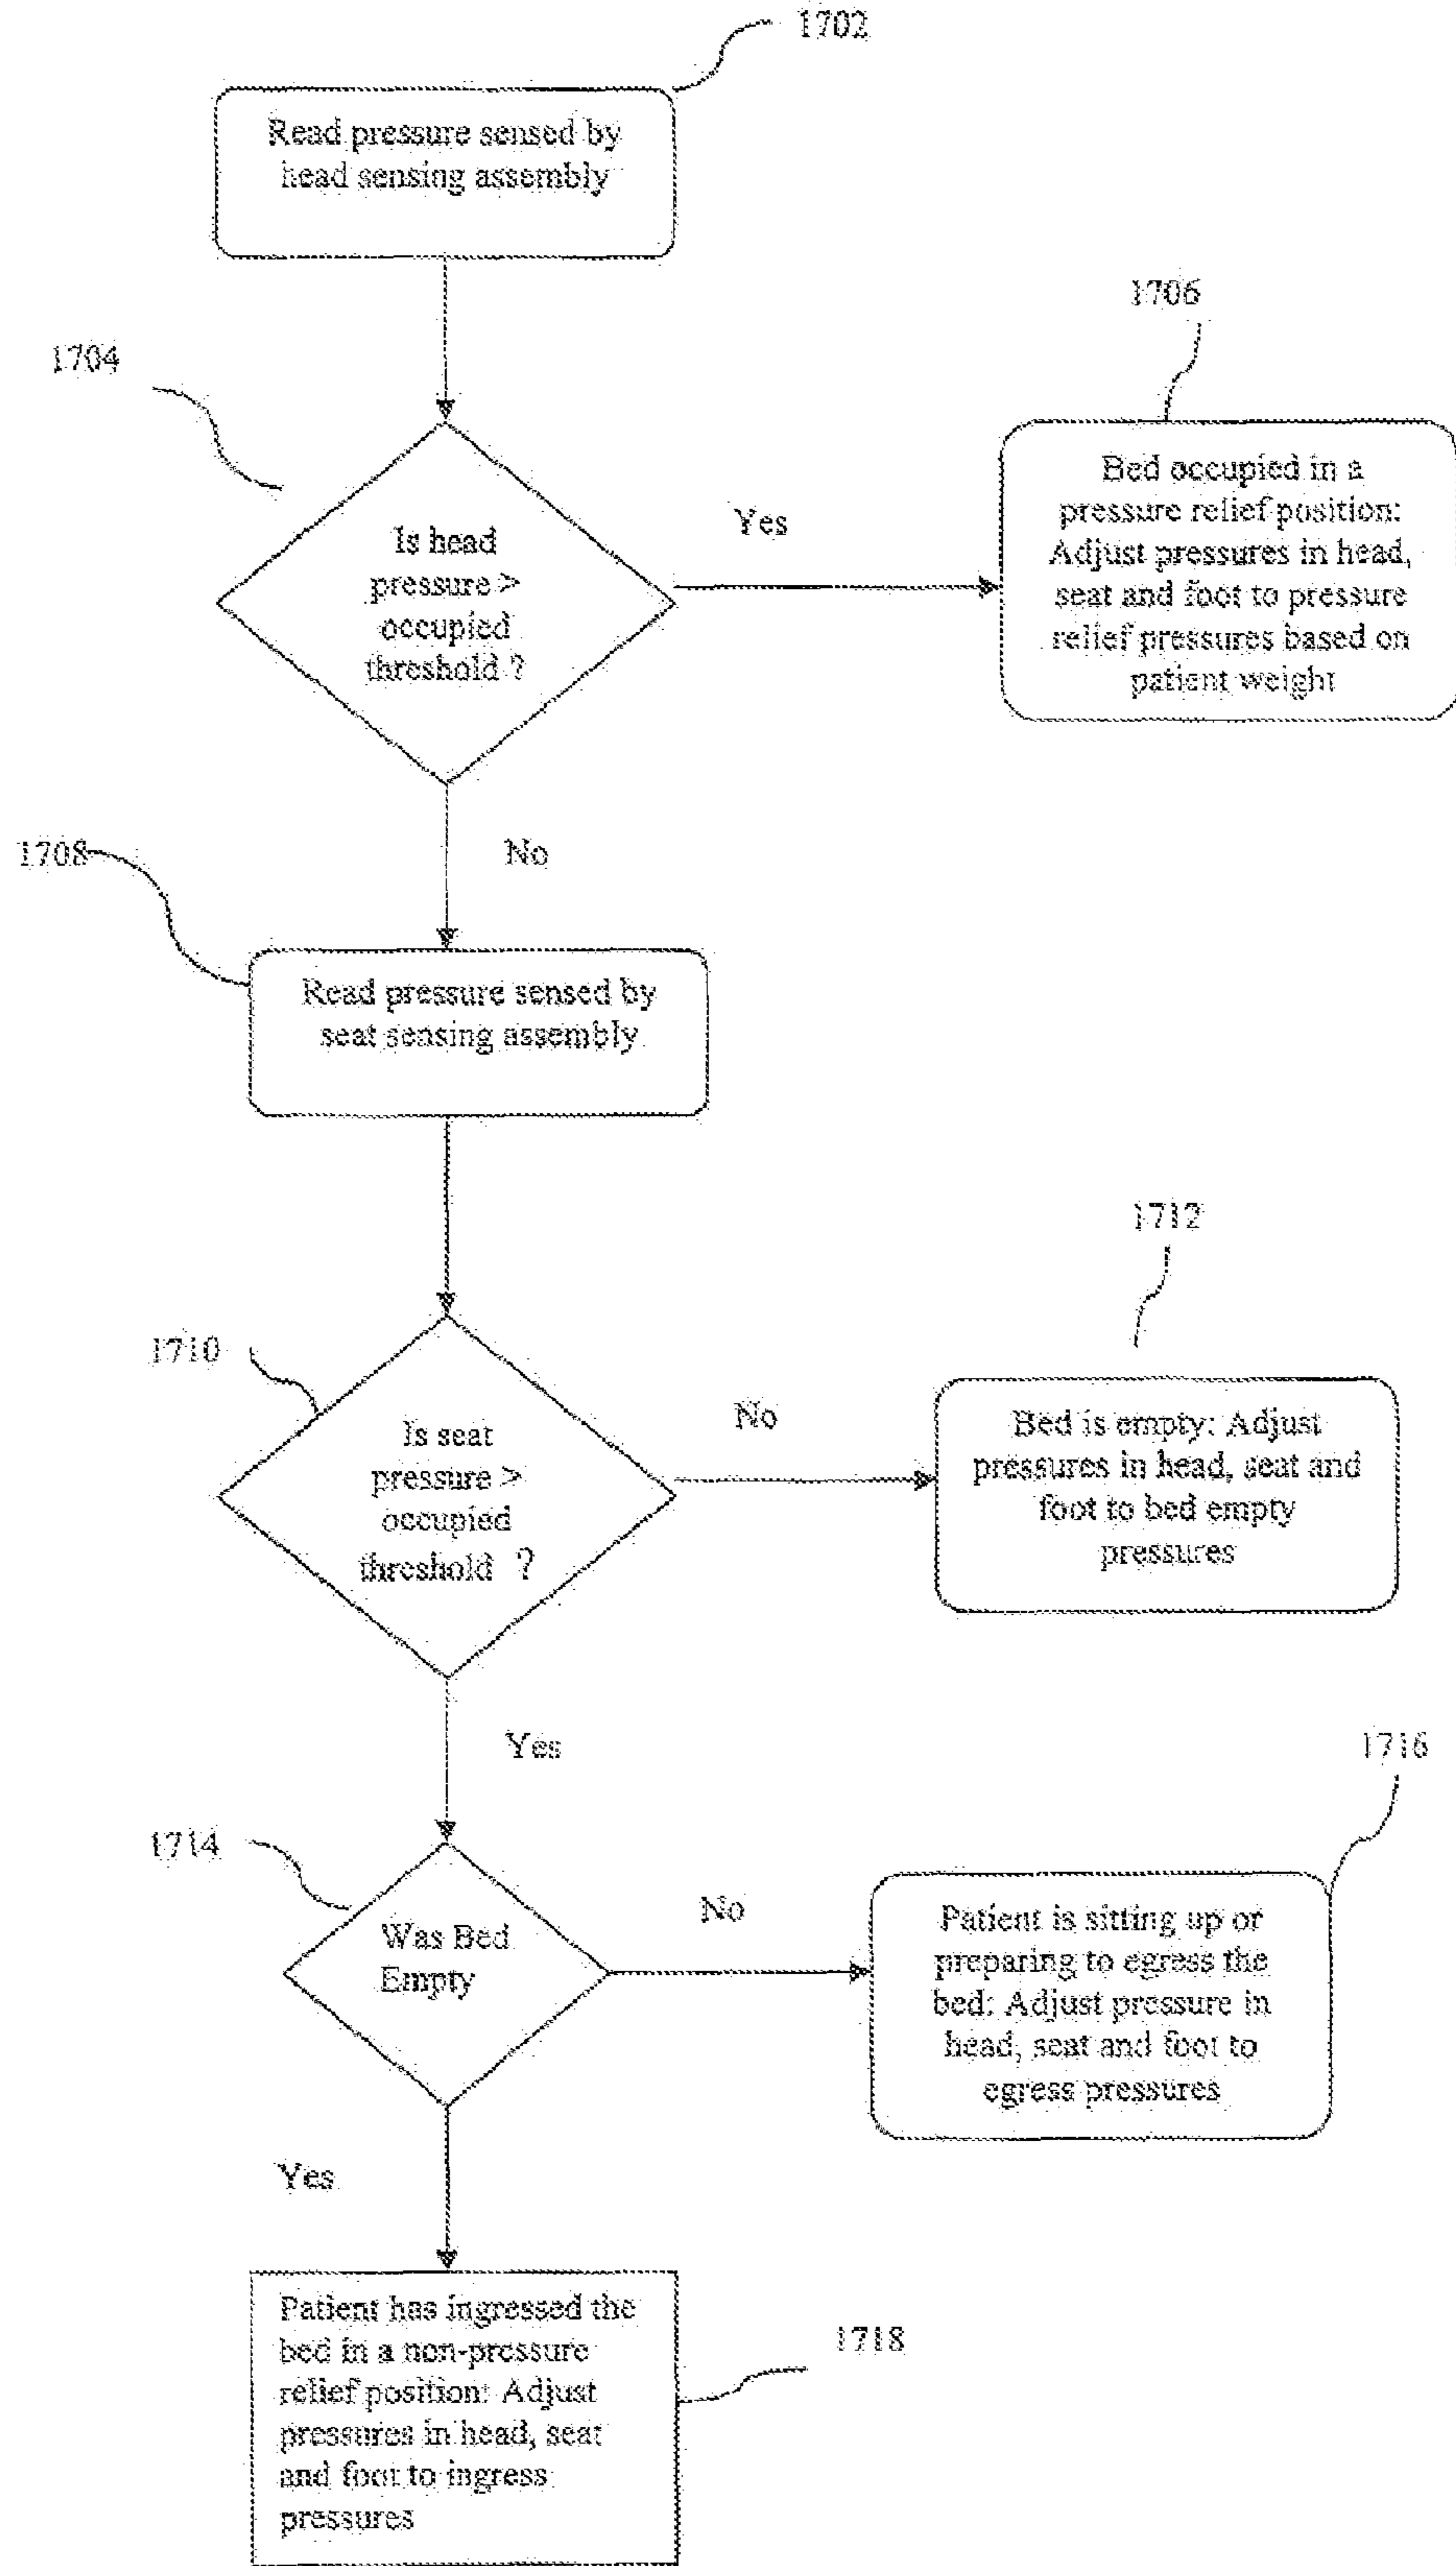 1702
Read pressure sensed by
head sensing assembly
1706
1704
Bed occupied in a
pressure relief position:
Adjust pressures in head,
seat and foot to pressure
relief pressures based on
patient weight
Yes
Is head
pressure >
occupied
threshold ?
No
1708
Read pressure sensed by
seat sensing assembly
1712
1710
No
Bed is empty: Adjust
pressures in head, seat and
foot to bed empty
pressures
Is seat
pressure >
occupied
threshold ?
Yes
1716
1714
No
Patient is sitting up or
preparing to egress the
bed: Adjust pressure in
head, seat and foot to
egress pressures
Was Bed
Empty
Yes
Patient has ingressed the
bed in a non-pressure
relief position: Adjust
pressures in head, seat
and foot to ingress
pressures
1718